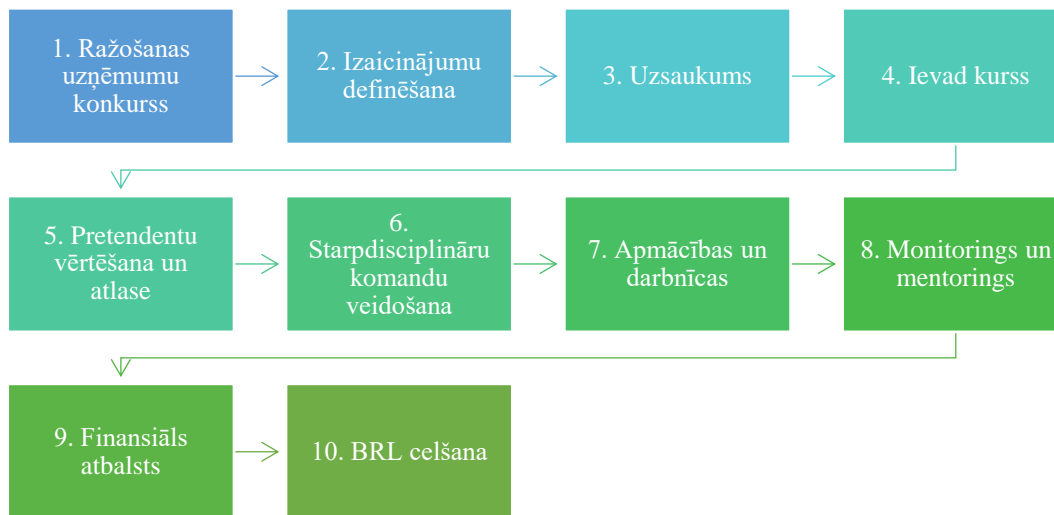 1. Ražošanas
uzņēmumu
konkurss
2. Izaicinājumu
definēšana
3. Uzsaukums
4. Ievad kurss
5. Pretendentu
vērtēšana un
atlase
6.
Starpdisciplināru
komandu
veidošana
7. Apmācības un
darbnīcas
8. Monitorings un
mentorings
9. Finansiāls
atbalsts
10. BRL celšana